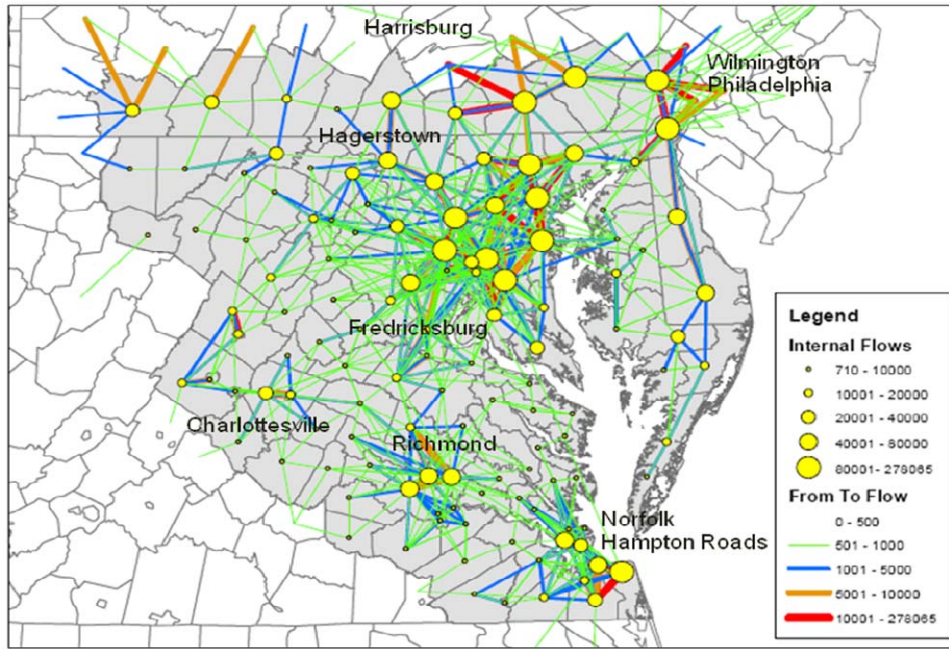 Harrisburg
Wilmington
Philadelphia
Hagerstown
Fredricksburg
Charlottesville
Richmond
Norfolk
Hampton Roads
Legend
Internal Flows
710 - 10000
10001 - 20000
20001 - 40000
40001 - 80000
80001 - 278065
From To Flow
0 - 500
501 - 1000
1001 - 5000
5001 - 10000
10001 - 278065